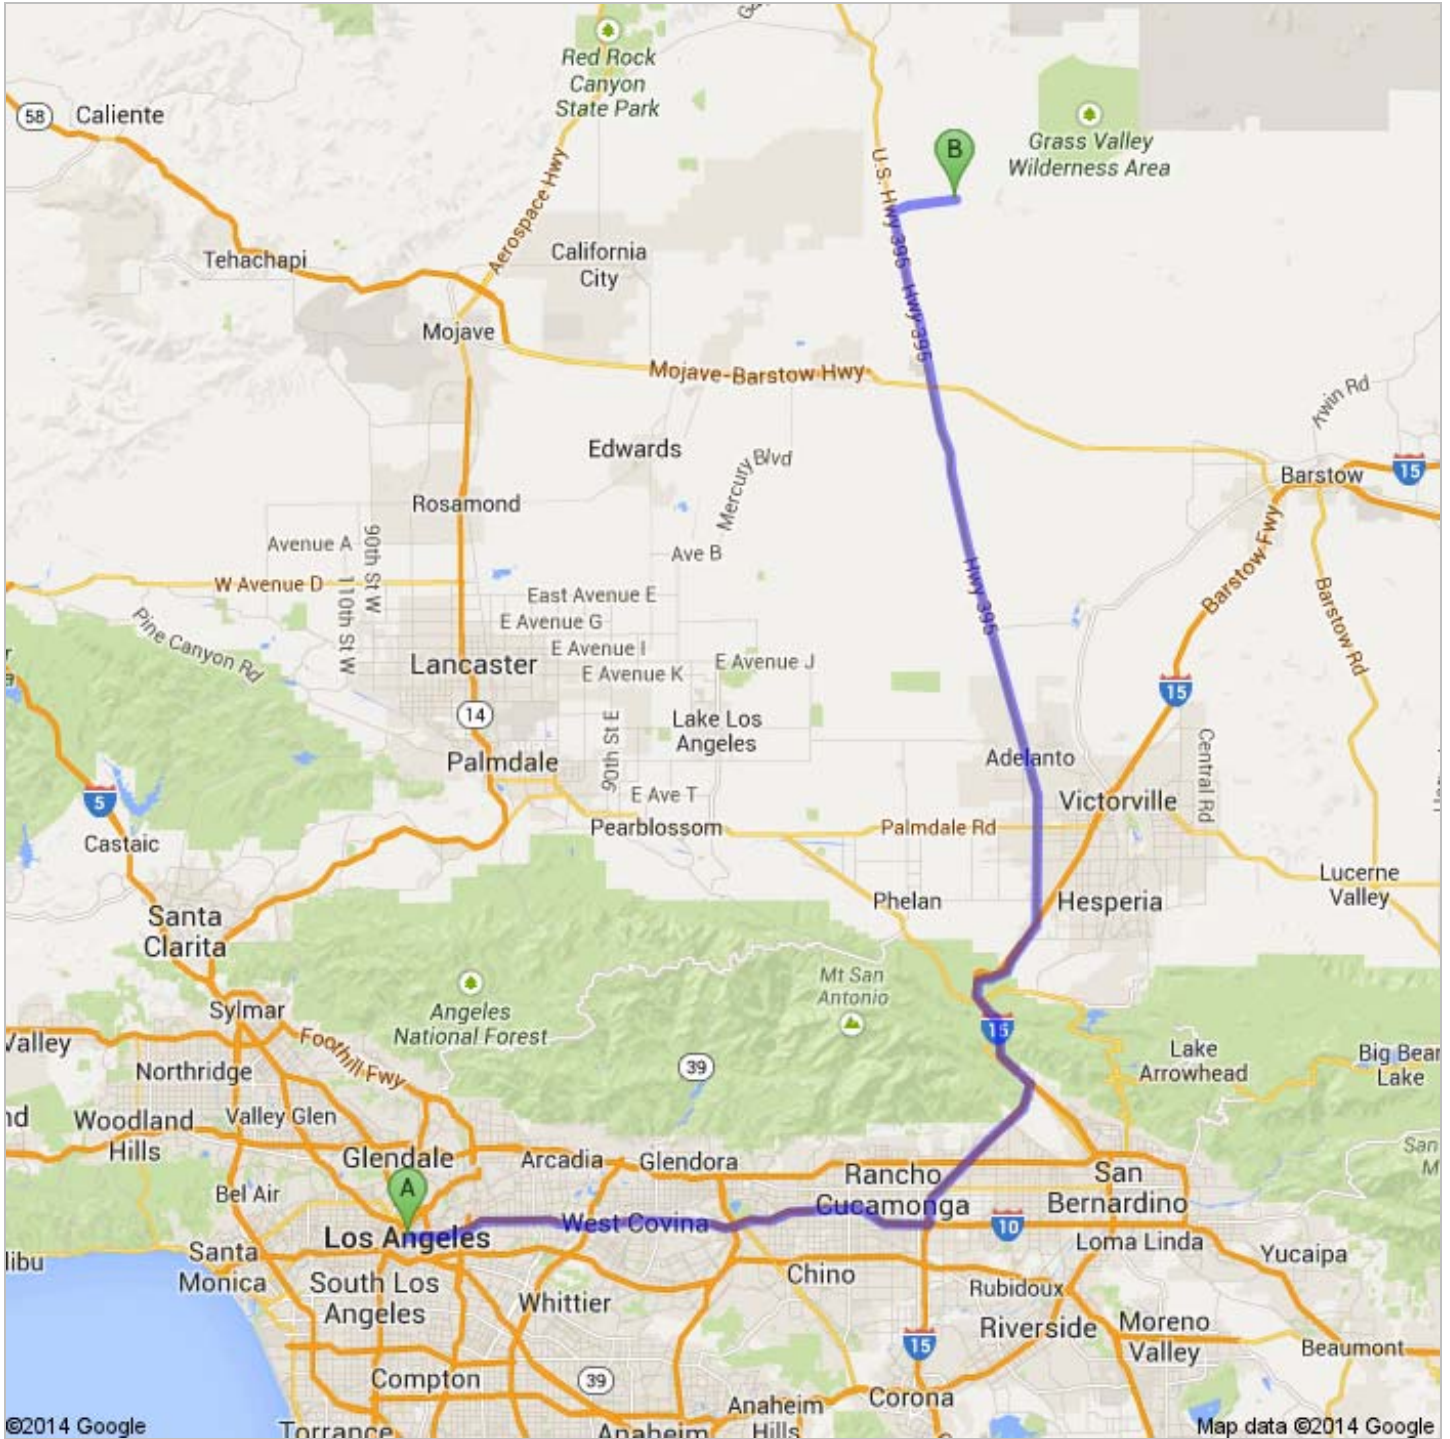 Red Rock
Canyon
State Park
58
Caliente
B
Grass Valley
Wilderness Area
U.S. Hwy 395
Hwy 395
Aerospace Hwy
California
City
Tehachapi
Mojave
Mojave-Barstow Hwy
Irwin Rd
Edwards
Mercury Blvd
Barstow
15
Rosamond
Avenue A
90th St W
Ave B
Hwy 395
Barstow Fwy
W Avenue D
110th St W
East Avenue E
E Avenue G
Barstow Rd
Pine Canyon Rd
E Avenue I
Lancaster
E Avenue J
E Avenue K
15
14
Lake Los
Angeles
90th St E
Central Rd
Palmdale
Adelanto
5
E Ave T
Victorville
Pearblossom
Palmdale Rd
Castaic
Lucerne
Valley
Phelan
Hesperia
Santa
Clarita
Mt San
Antonio
Sylmar
Angeles
National Forest
15
Valley
Foothill Fwy
Northridge
39
Lake
Arrowhead
Big Bear
Lake
nd
Woodland
Hills
Valley Glen
San
M
Glendale
Arcadia
Glendora
Rancho
Cucamonga
San
Bernardino
Bel Air
A
Los Angeles
West Covina
10
Santa
Monica
Loma Linda
Yucaipa
libu
South Los
Angeles
Chino
Rubidoux
Whittier
Riverside
Moreno
Valley
15
Beaumont
Compton
39
Corona
Anaheim
Hills
©2014 Google
Torrance
Anaheim
Map data ©2014 Google